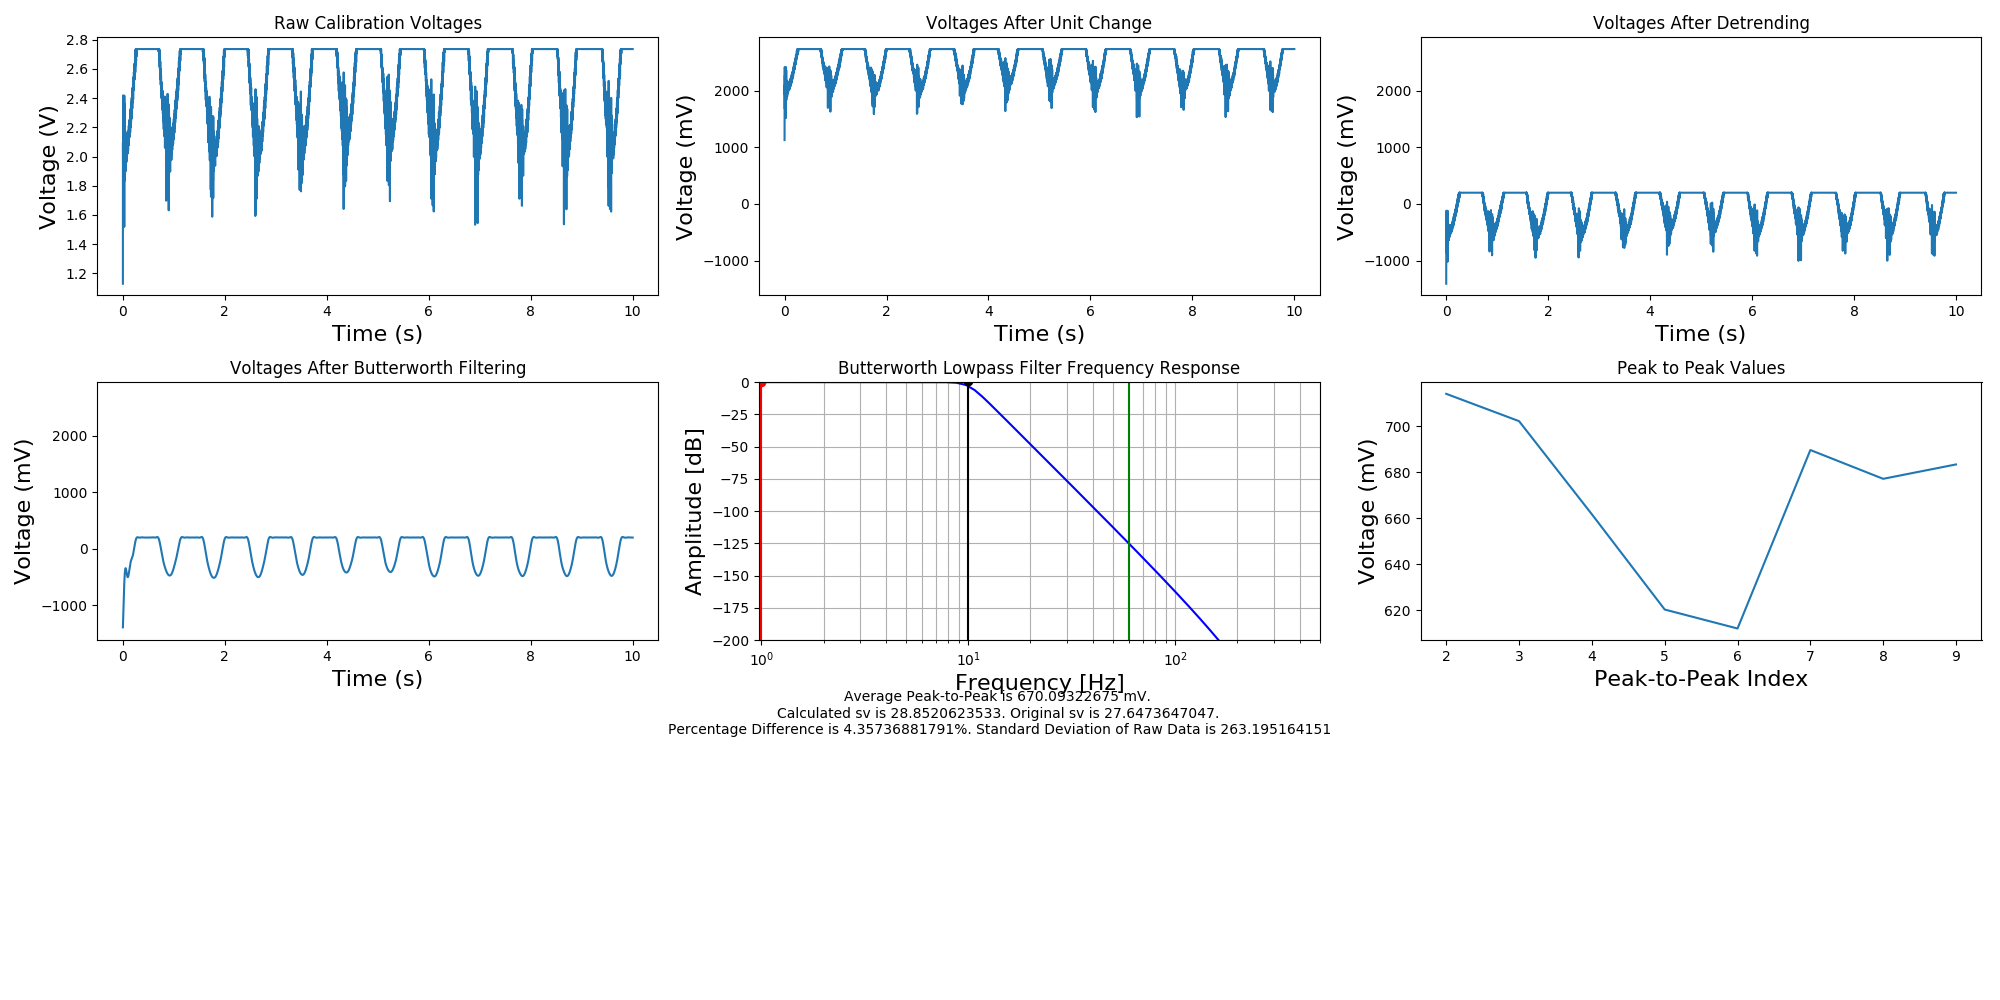 Raw Calibration Voltages
Voltage (V)
2.8
2.6
2.4
2.2
2.0
1.8
1.6
1.4
1.2
0 2 4 6 8 10
Time (s)
Voltages After Unit Change
Voltage (mV)
2000
1000
0
−1000
0 2 4 6 8 10
Time (s)
Voltages After Detrending
Voltage (mV)
2000
1000
0
−1000
0 2 4 6 8 10
Time (s)
Voltages After Butterworth Filtering
Voltage (mV)
2000
1000
0
−1000
0 2 4 6 8 10
Time (s)
Butterworth Lowpass Filter Frequency Response
Amplitude [dB]
0
−25
−50
−75
−100
−125
−150
−175
−200
10⁰ 10¹ 10²
Frequency [Hz]
Peak to Peak Values
Voltage (mV)
700
680
660
640
620
2 3 4 5 6 7 8 9
Peak-to-Peak Index
Average Peak-to-Peak is 670.09322675 mV.
Calculated sv is 28.8520623533. Original sv is 27.6473647047.
Percentage Difference is 4.35736881791%. Standard Deviation of Raw Data is 263.195164151